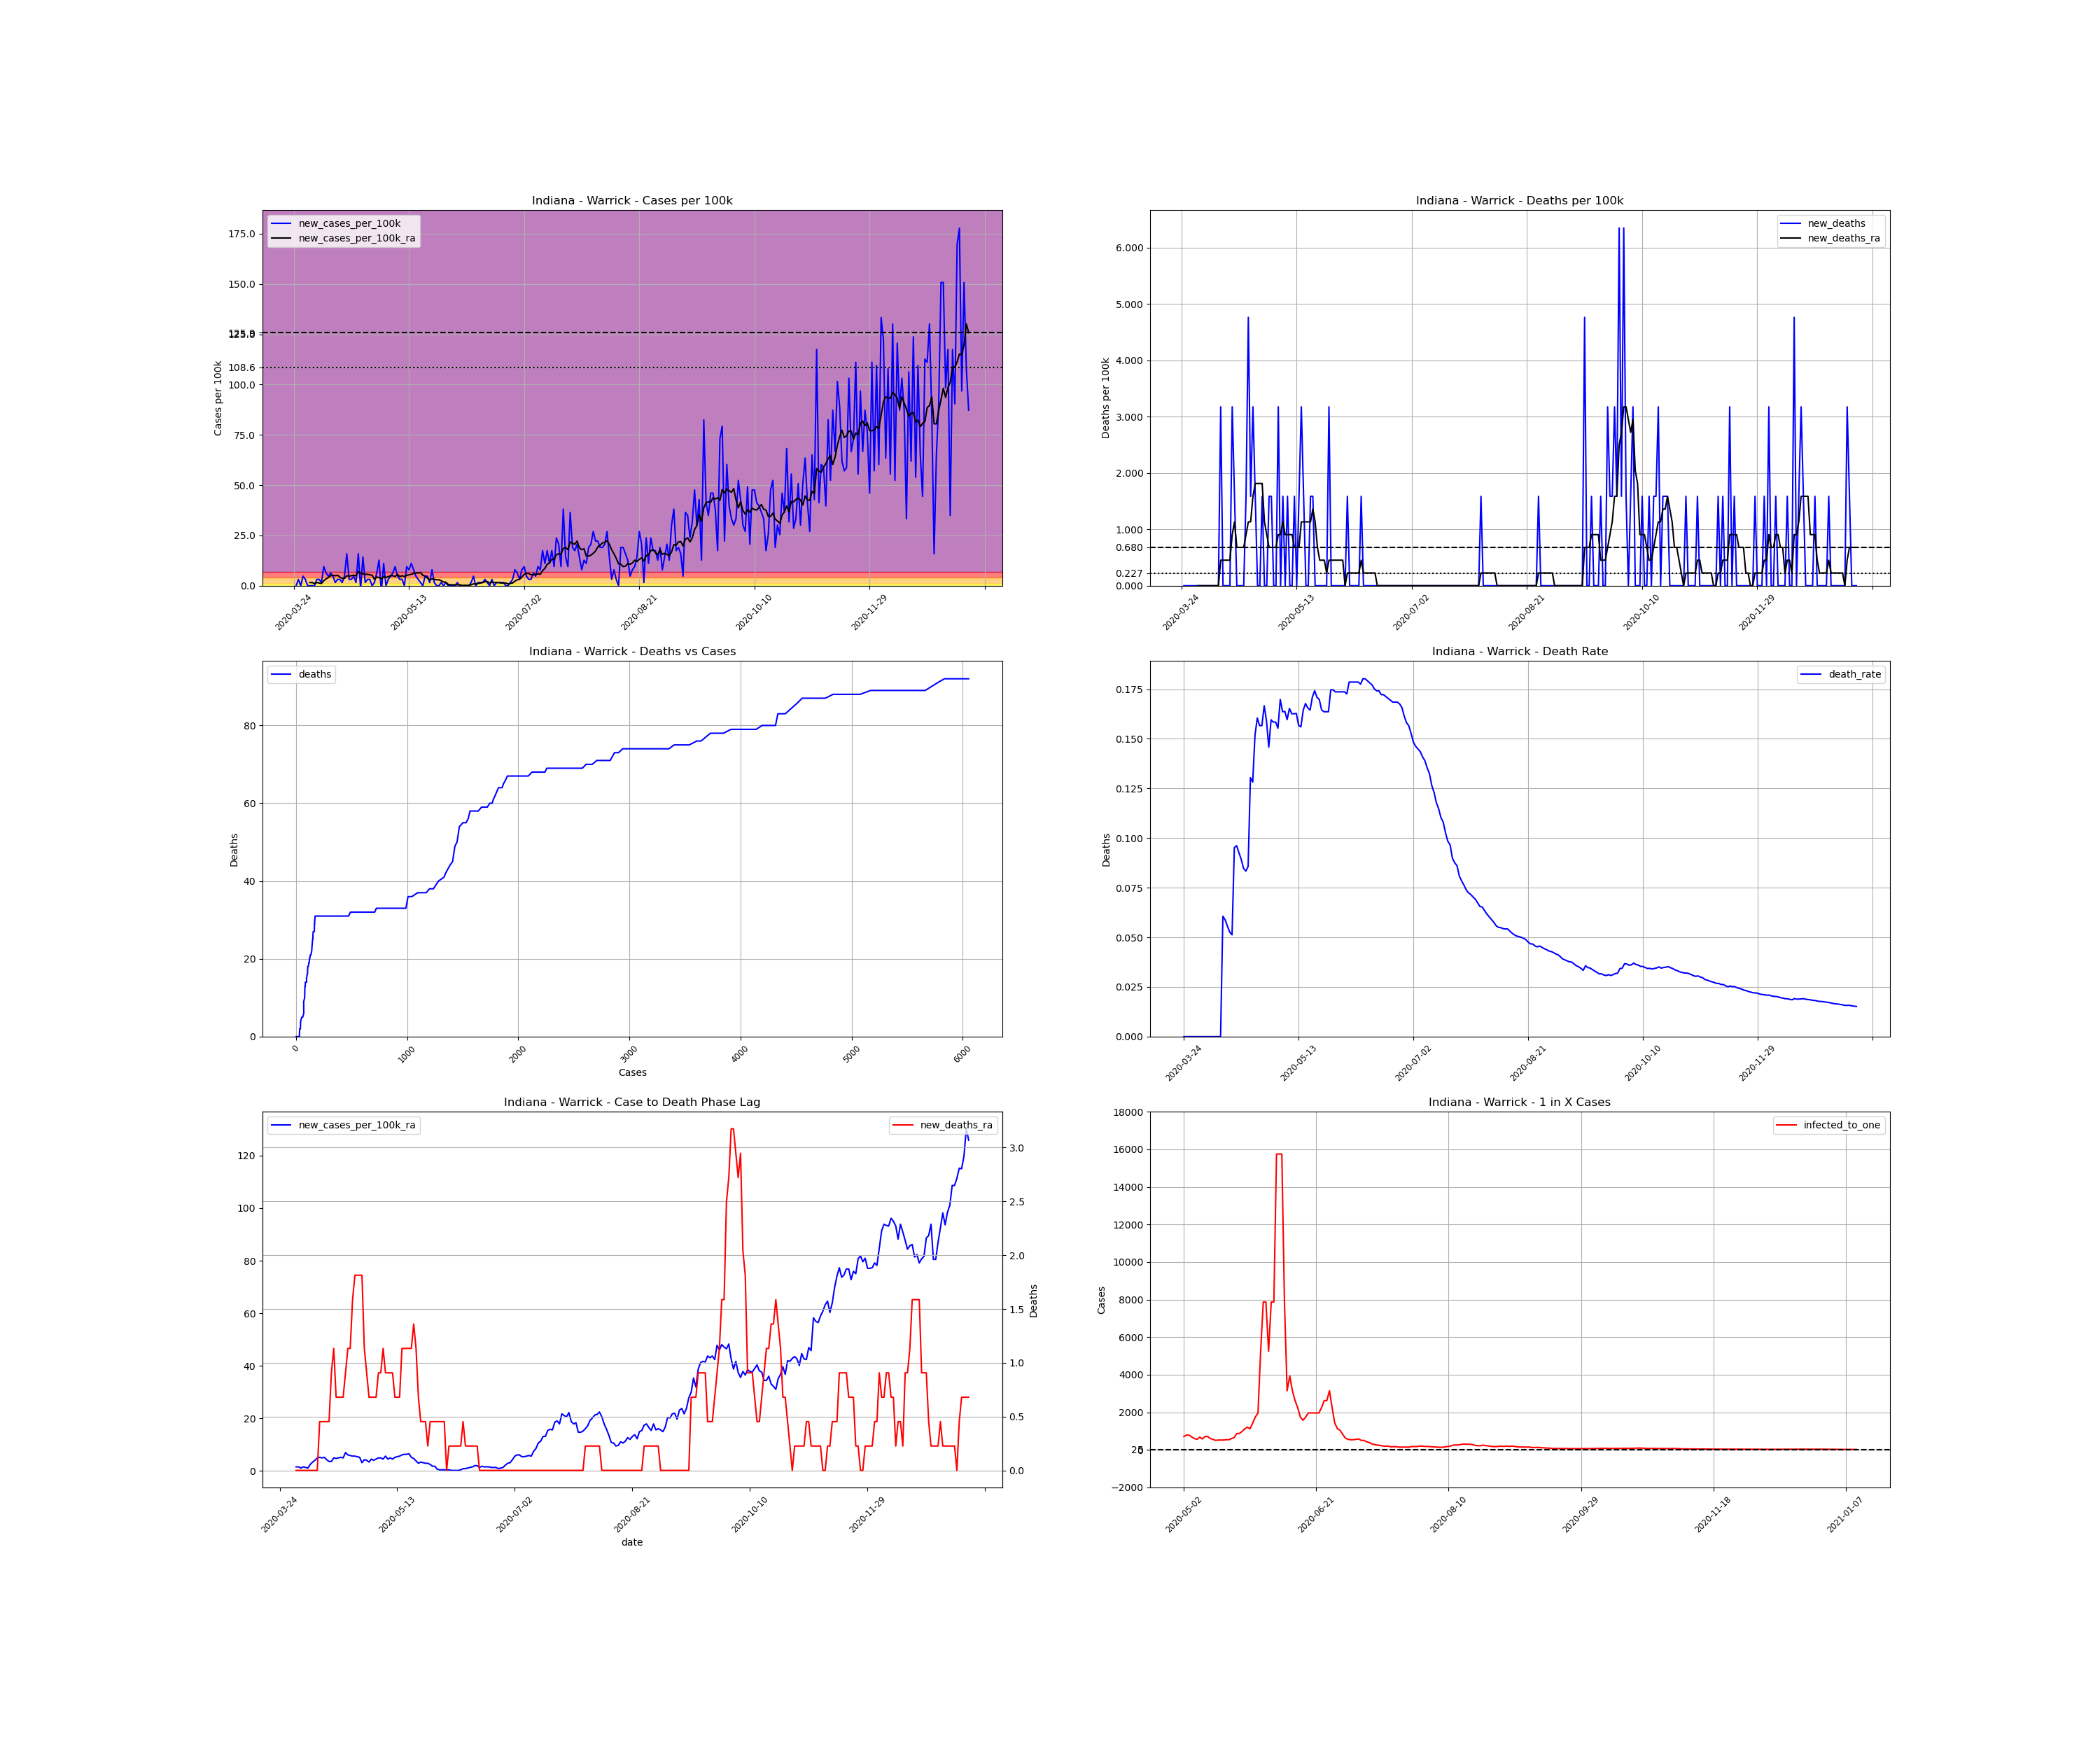 Indiana - Warrick - Cases per 100k
new_cases_per_100k
new_cases_per_100k_ra
Cases per 100k
175.0
150.0
125.0
108.6
100.0
75.0
50.0
25.0
0.0
2020-03-24 2020-05-13 2020-07-02 2020-08-21 2020-10-10 2020-11-29
Indiana - Warrick - Deaths per 100k
new_deaths
new_deaths_ra
Deaths per 100k
6.000
5.000
4.000
3.000
2.000
1.000
0.680
0.227
0.000
2020-03-24 2020-05-13 2020-07-02 2020-08-21 2020-10-10 2020-11-29
Indiana - Warrick - Deaths vs Cases
deaths
Deaths
80
60
40
20
0
0 1000 2000 3000 4000 5000 6000
Cases
Indiana - Warrick - Death Rate
death_rate
Deaths
0.175
0.150
0.125
0.100
0.075
0.050
0.025
0.000
2020-03-24 2020-05-13 2020-07-02 2020-08-21 2020-10-10 2020-11-29
Indiana - Warrick - Case to Death Phase Lag
new_cases_per_100k_ra
new_deaths_ra
120
100
80
60
40
20
0
3.0
2.5
2.0
1.5
1.0
0.5
0.0
Deaths
2020-03-24 2020-05-13 2020-07-02 2020-08-21 2020-10-10 2020-11-29
date
Indiana - Warrick - 1 in X Cases
infected_to_one
Cases
18000
16000
14000
12000
10000
8000
6000
4000
2000
−2000
2020-05-02 2020-06-21 2020-08-10 2020-09-29 2020-11-18 2021-01-07